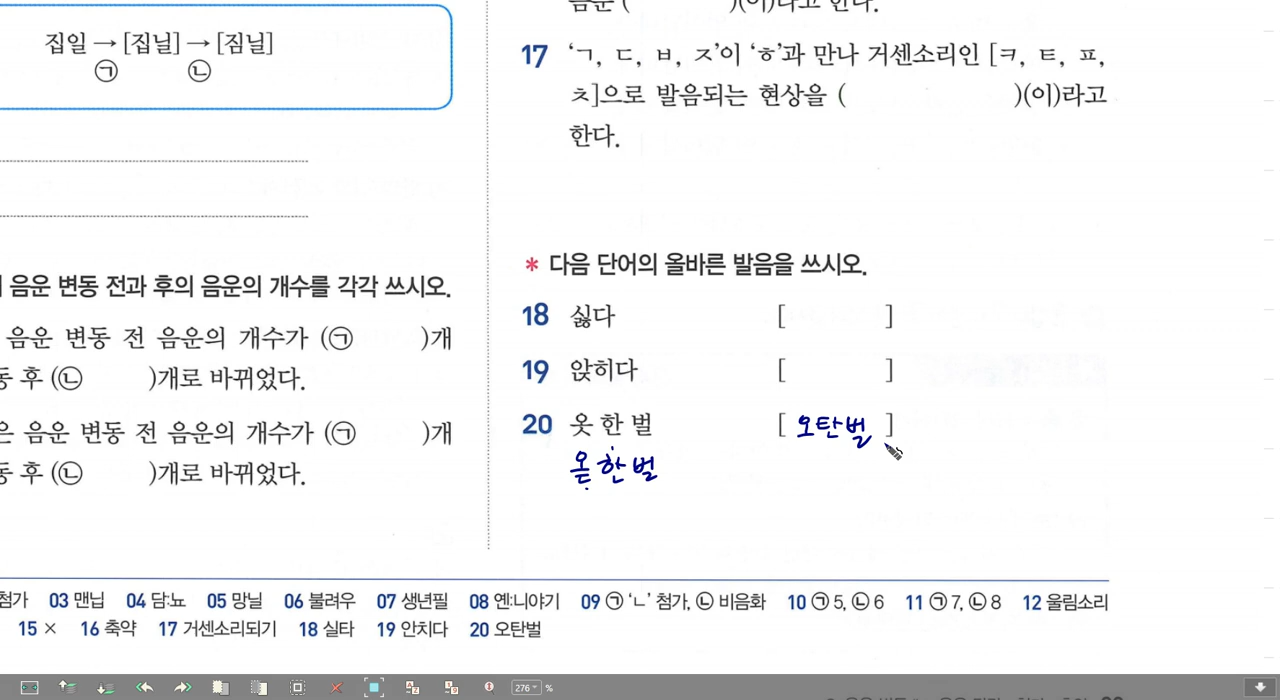 집일 → [집닐] → [짐닐]
㉠ ㉡
음운 변동 전과 후의 음운의 개수를 각각 쓰시오.
음운 변동 전 음운의 개수가 (㉠ )개
후 (㉡ )개로 바뀌었다.
은 음운 변동 전 음운의 개수가 (㉠ )개
후 (㉡ )개로 바뀌었다.
음운 ( )(이)라고 한다.
17 ‘ㄱ, ㄷ, ㅂ, ㅈ’이 ‘ㅎ’과 만나 거센소리인 [ㅋ, ㅌ, ㅍ,
ㅊ]으로 발음되는 현상을 ( )(이)라고
한다.
* 다음 단어의 올바른 발음을 쓰시오.
18 싫다 [ ]
19 앉히다 [ ]
20 옷 한 벌 [ 오탄벌 ]
옫한벌
첨가 03 맨닙 04 담:뇨 05 망닐 06 불려우 07 생년필 08 옌:니야기 09 ㉠ ‘ㄴ’ 첨가, ㉡ 비음화 10 ㉠ 5, ㉡ 6 11 ㉠ 7, ㉡ 8 12 울림소리
15 × 16 축약 17 거센소리되기 18 실타 19 안치다 20 오탄벌
276 %